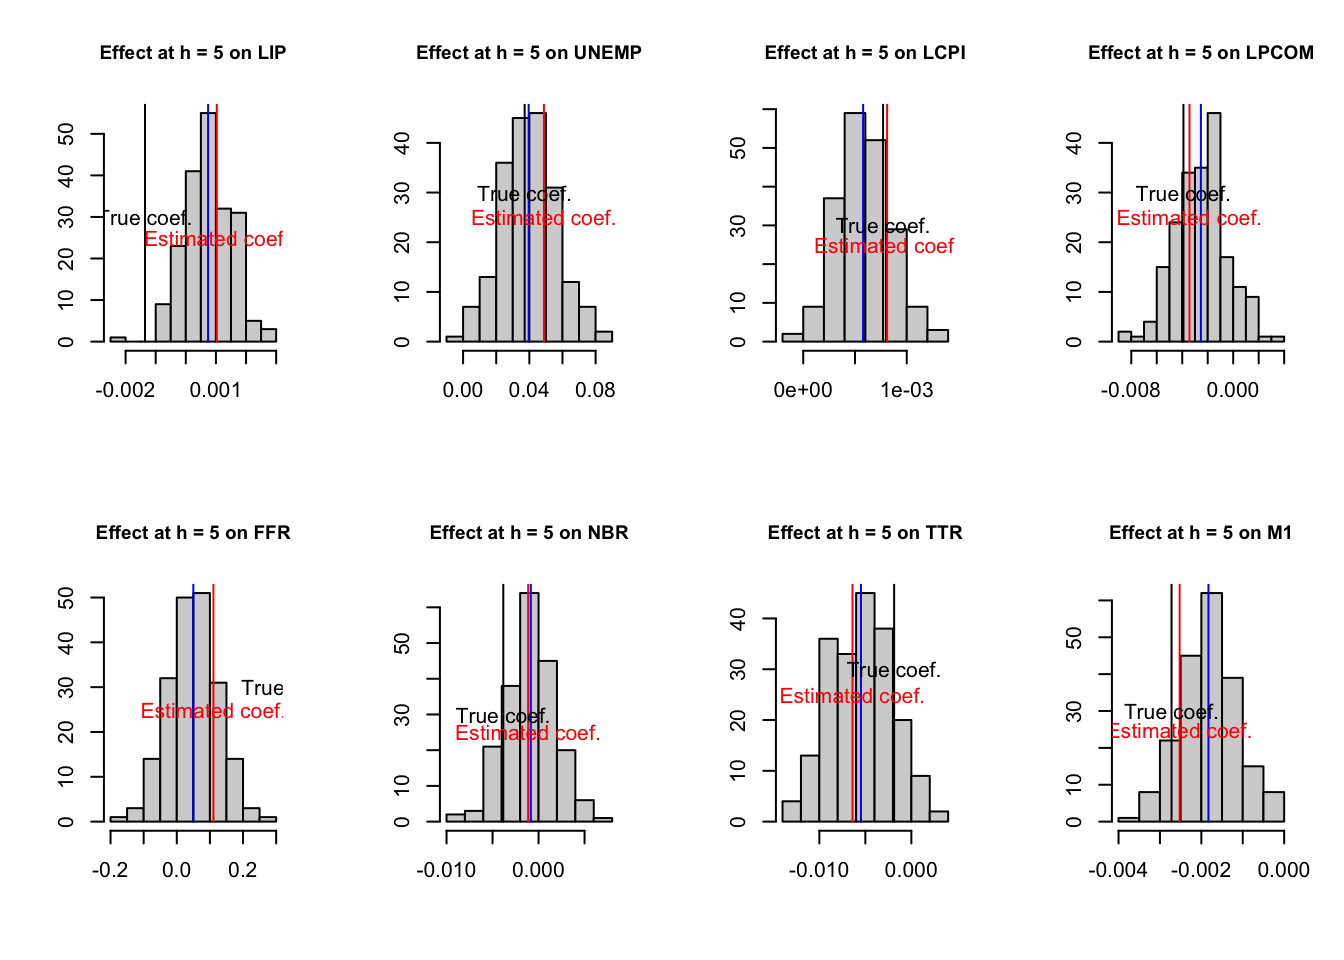 Effect at h = 5 on LIP
50
40
30
20
10
0
True coef.
Estimated coef
-0.002
0.001
Effect at h = 5 on UNEMP
40
30
20
10
0
True coef.
Estimated coef.
0.00
0.04
0.08
Effect at h = 5 on LCPI
50
30
10
0
True coef.
Estimated coef
0e+00
1e-03
Effect at h = 5 on LPCOM
40
30
20
10
0
True coef.
Estimated coef.
-0.008
0.000
Effect at h = 5 on FFR
50
40
30
20
10
0
True
Estimated coef.
-0.2
0.0
0.2
Effect at h = 5 on NBR
50
30
10
0
True coef.
Estimated coef.
-0.010
0.000
Effect at h = 5 on TTR
40
30
20
10
0
True coef.
Estimated coef.
-0.010
0.000
Effect at h = 5 on M1
50
30
10
0
True coef.
Estimated coef.
-0.004
-0.002
0.000